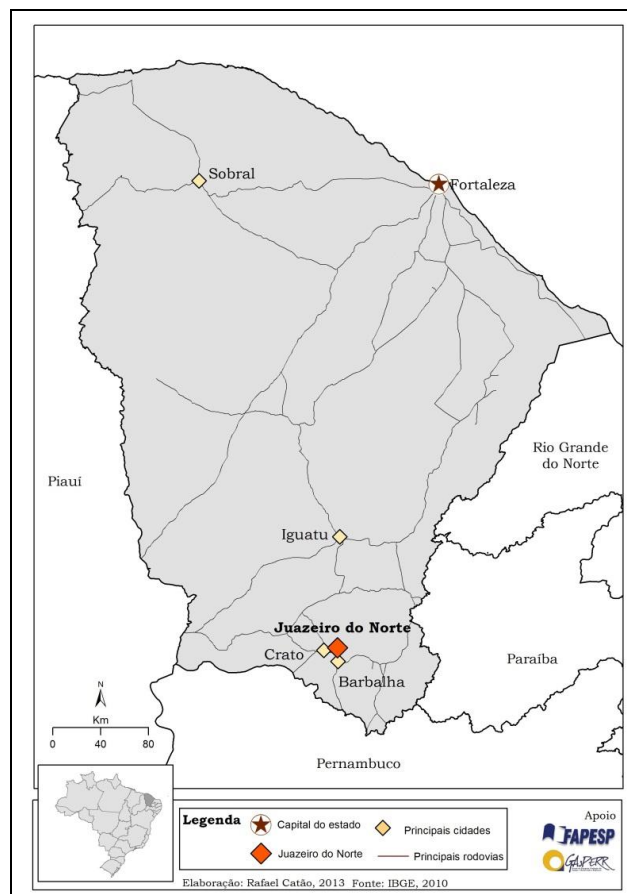 Sobral
Fortaleza
Rio Grande
do Norte
Piauí
Iguatu
Juazeiro do Norte
Crato
Barbalha
Paraíba
N
Km
0 40 80
Pernambuco
Legenda
Capital do estado
Principais cidades
Juazeiro do Norte
Principais rodovias
Apoio
FAPESP
GAsPERR
Elaboração: Rafael Catão, 2013 Fonte: IBGE, 2010